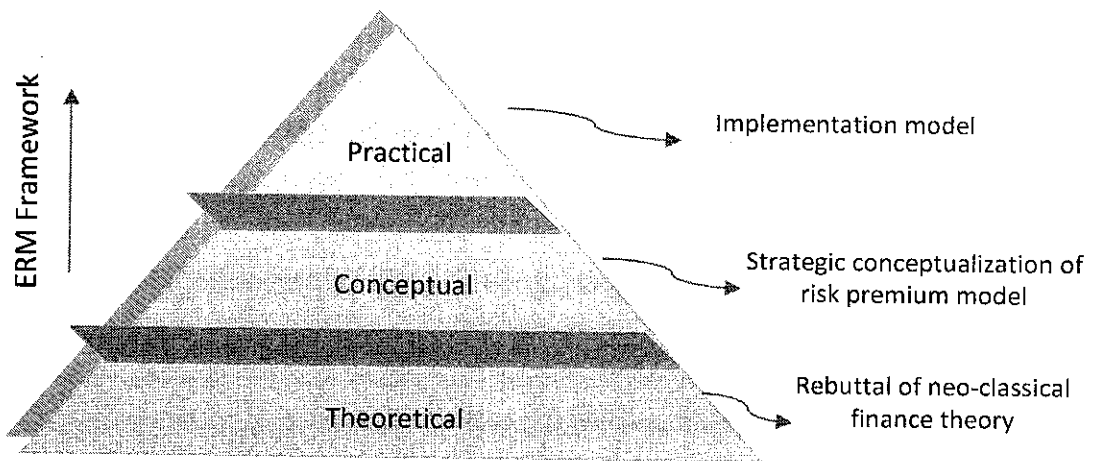 ERM Framework
Practical
Implementation model
Conceptual
Strategic conceptualization of
risk premium model
Theoretical
Rebuttal of neo-classical
finance theory